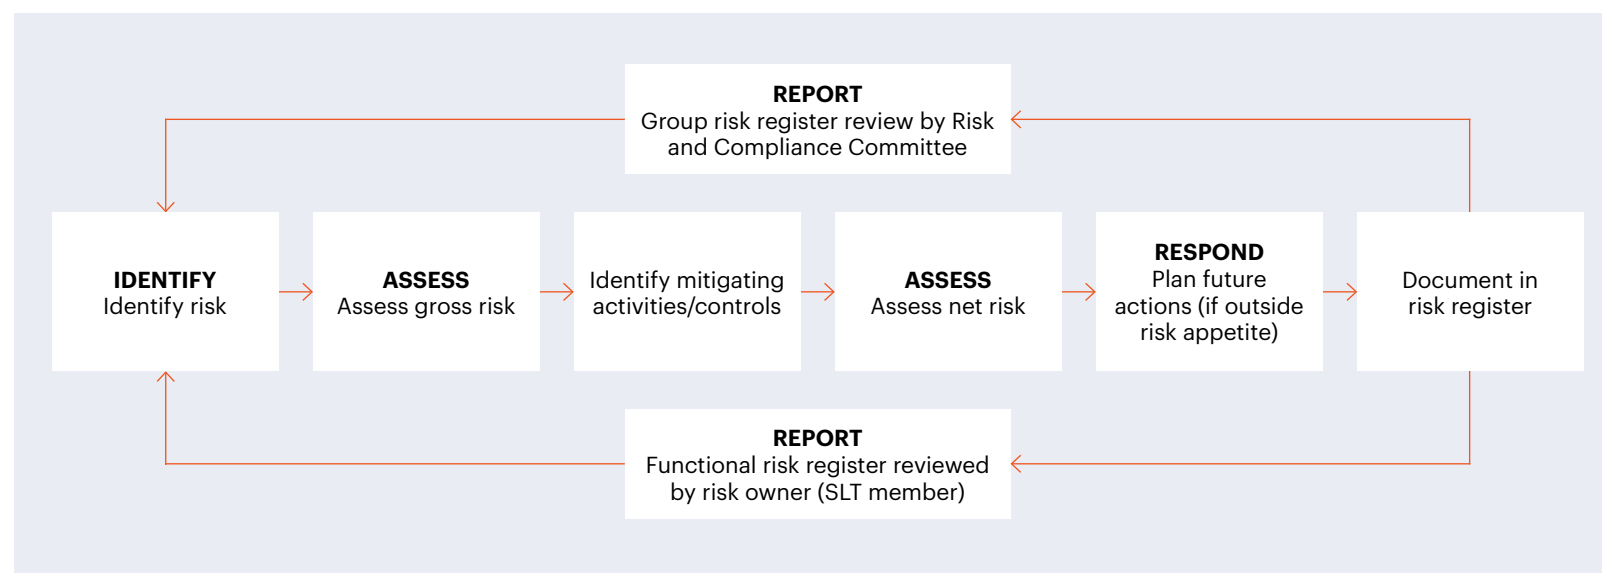 REPORT
Group risk register review by Risk
and Compliance Committee
IDENTIFY
Identify risk
ASSESS
Assess gross risk
Identify mitigating
activities/controls
ASSESS
Assess net risk
RESPOND
Plan future
actions (if outside
risk appetite)
Document in
risk register
REPORT
Functional risk register reviewed
by risk owner (SLT member)